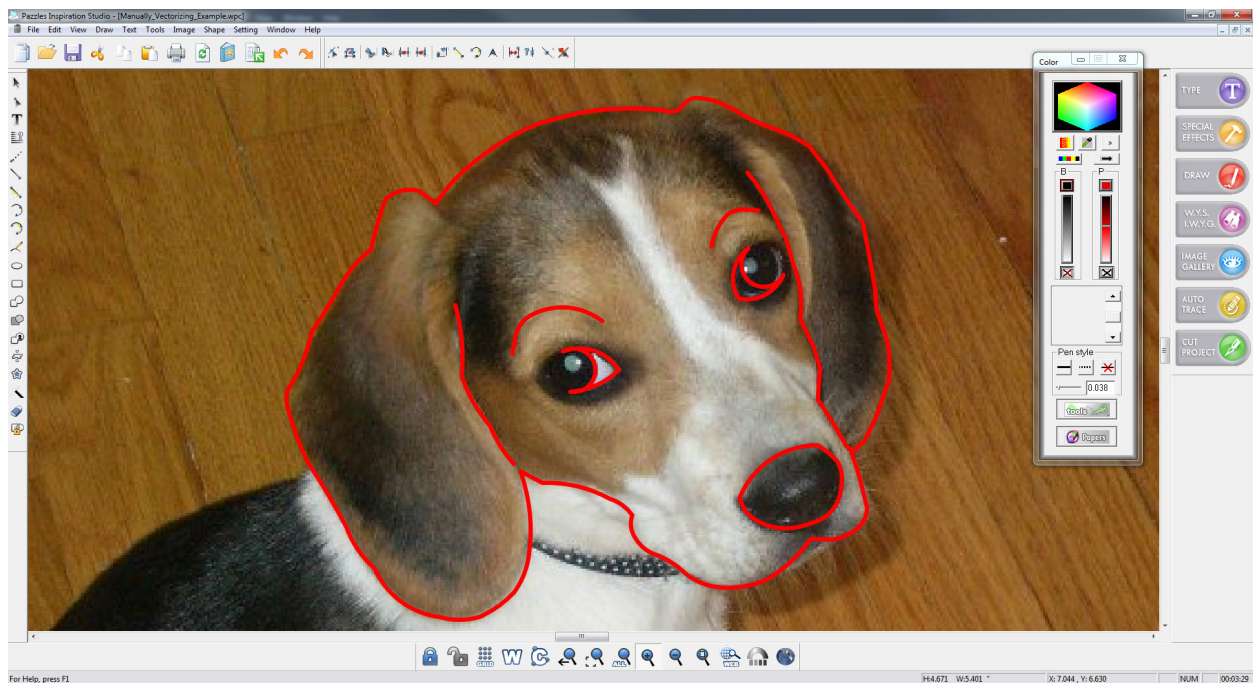 Pazzles Inspiration Studio - [Manually_Vectorizing_Example.wpc]
File Edit View Draw Text Tools Image Shape Setting Window Help
Color
TYPE
SPECIAL
EFFECTS
DRAW
W.Y.S.
I.W.Y.G.
IMAGE
GALLERY
AUTO
TRACE
CUT
PROJECT
B
P
Pen style
0.038
tools
Papers
For Help, press F1
H:4.671 W:5.401 "
X: 7.044 , Y: 6.630
NUM
00:03:29